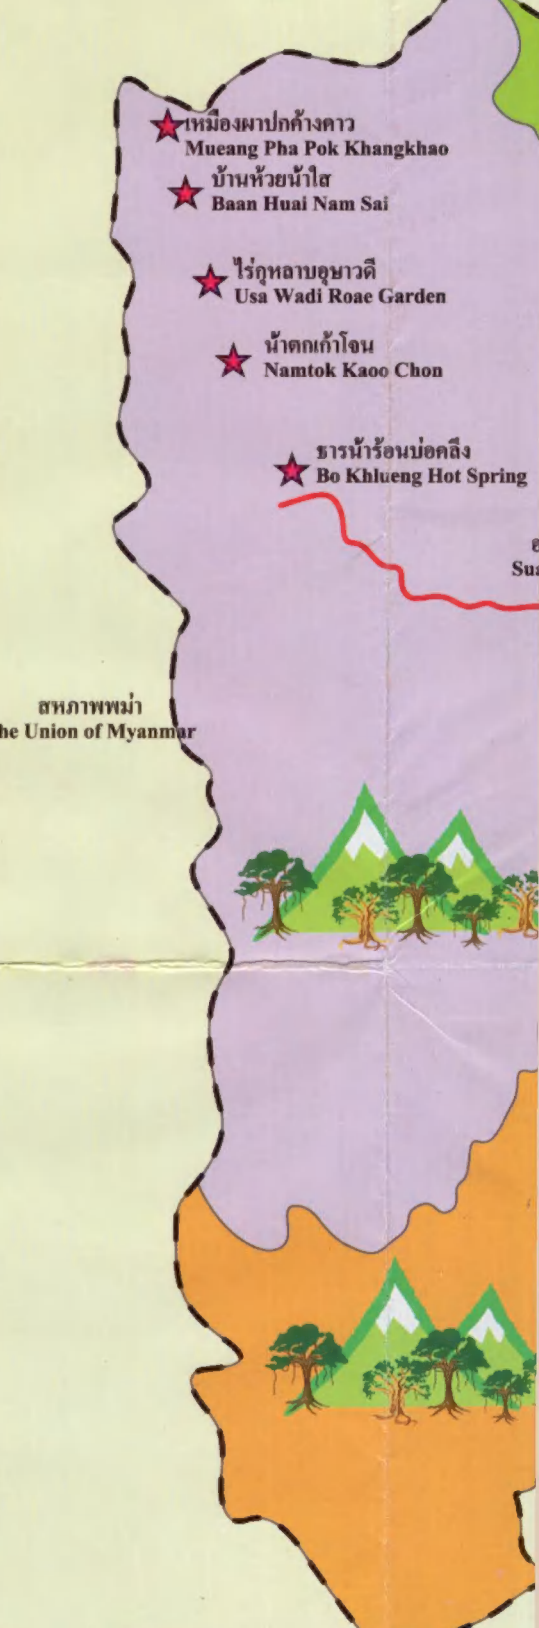 เหมืองผาปกค้างคาว
Mueang Pha Pok Khangkhao
บ้านห้วยน้ำใส
Baan Huai Nam Sai
ไร่กุหลาบอุษาวดี
Usa Wadi Roae Garden
น้ำตกเก้าโจน
Namtok Kaoo Chon
ธารน้ำร้อนบ่อคลึง
Bo Khlueng Hot Spring
Sua
สหภาพพม่า
he Union of Myanmar